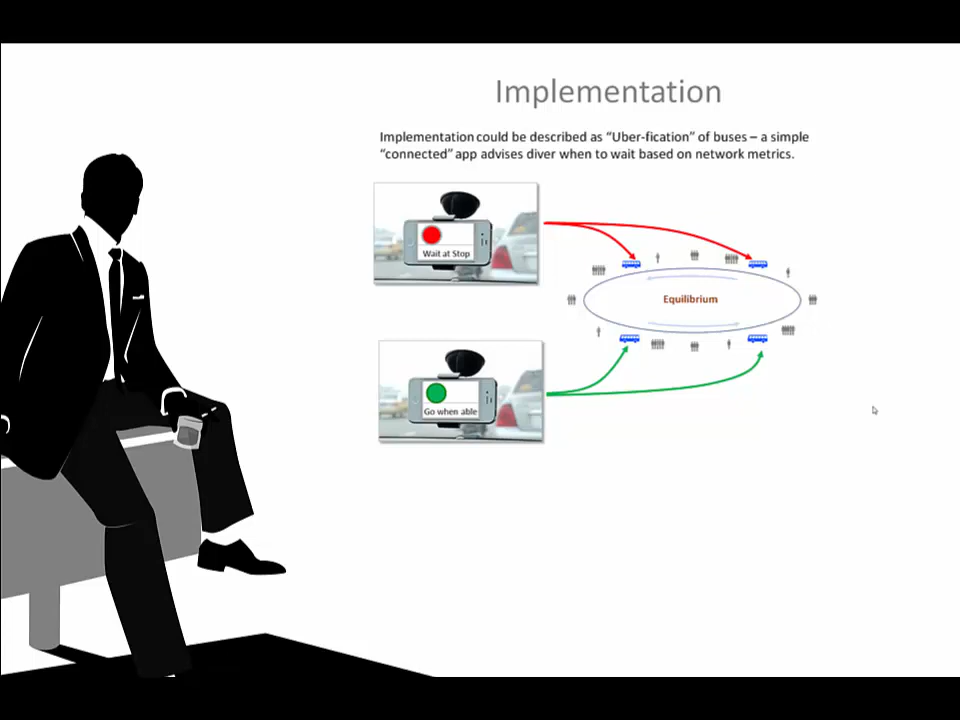 Implementation
Implementation could be described as “Uber-fication” of buses – a simple
“connected” app advises diver when to wait based on network metrics.
Wait at Stop
Equilibrium
Go when able